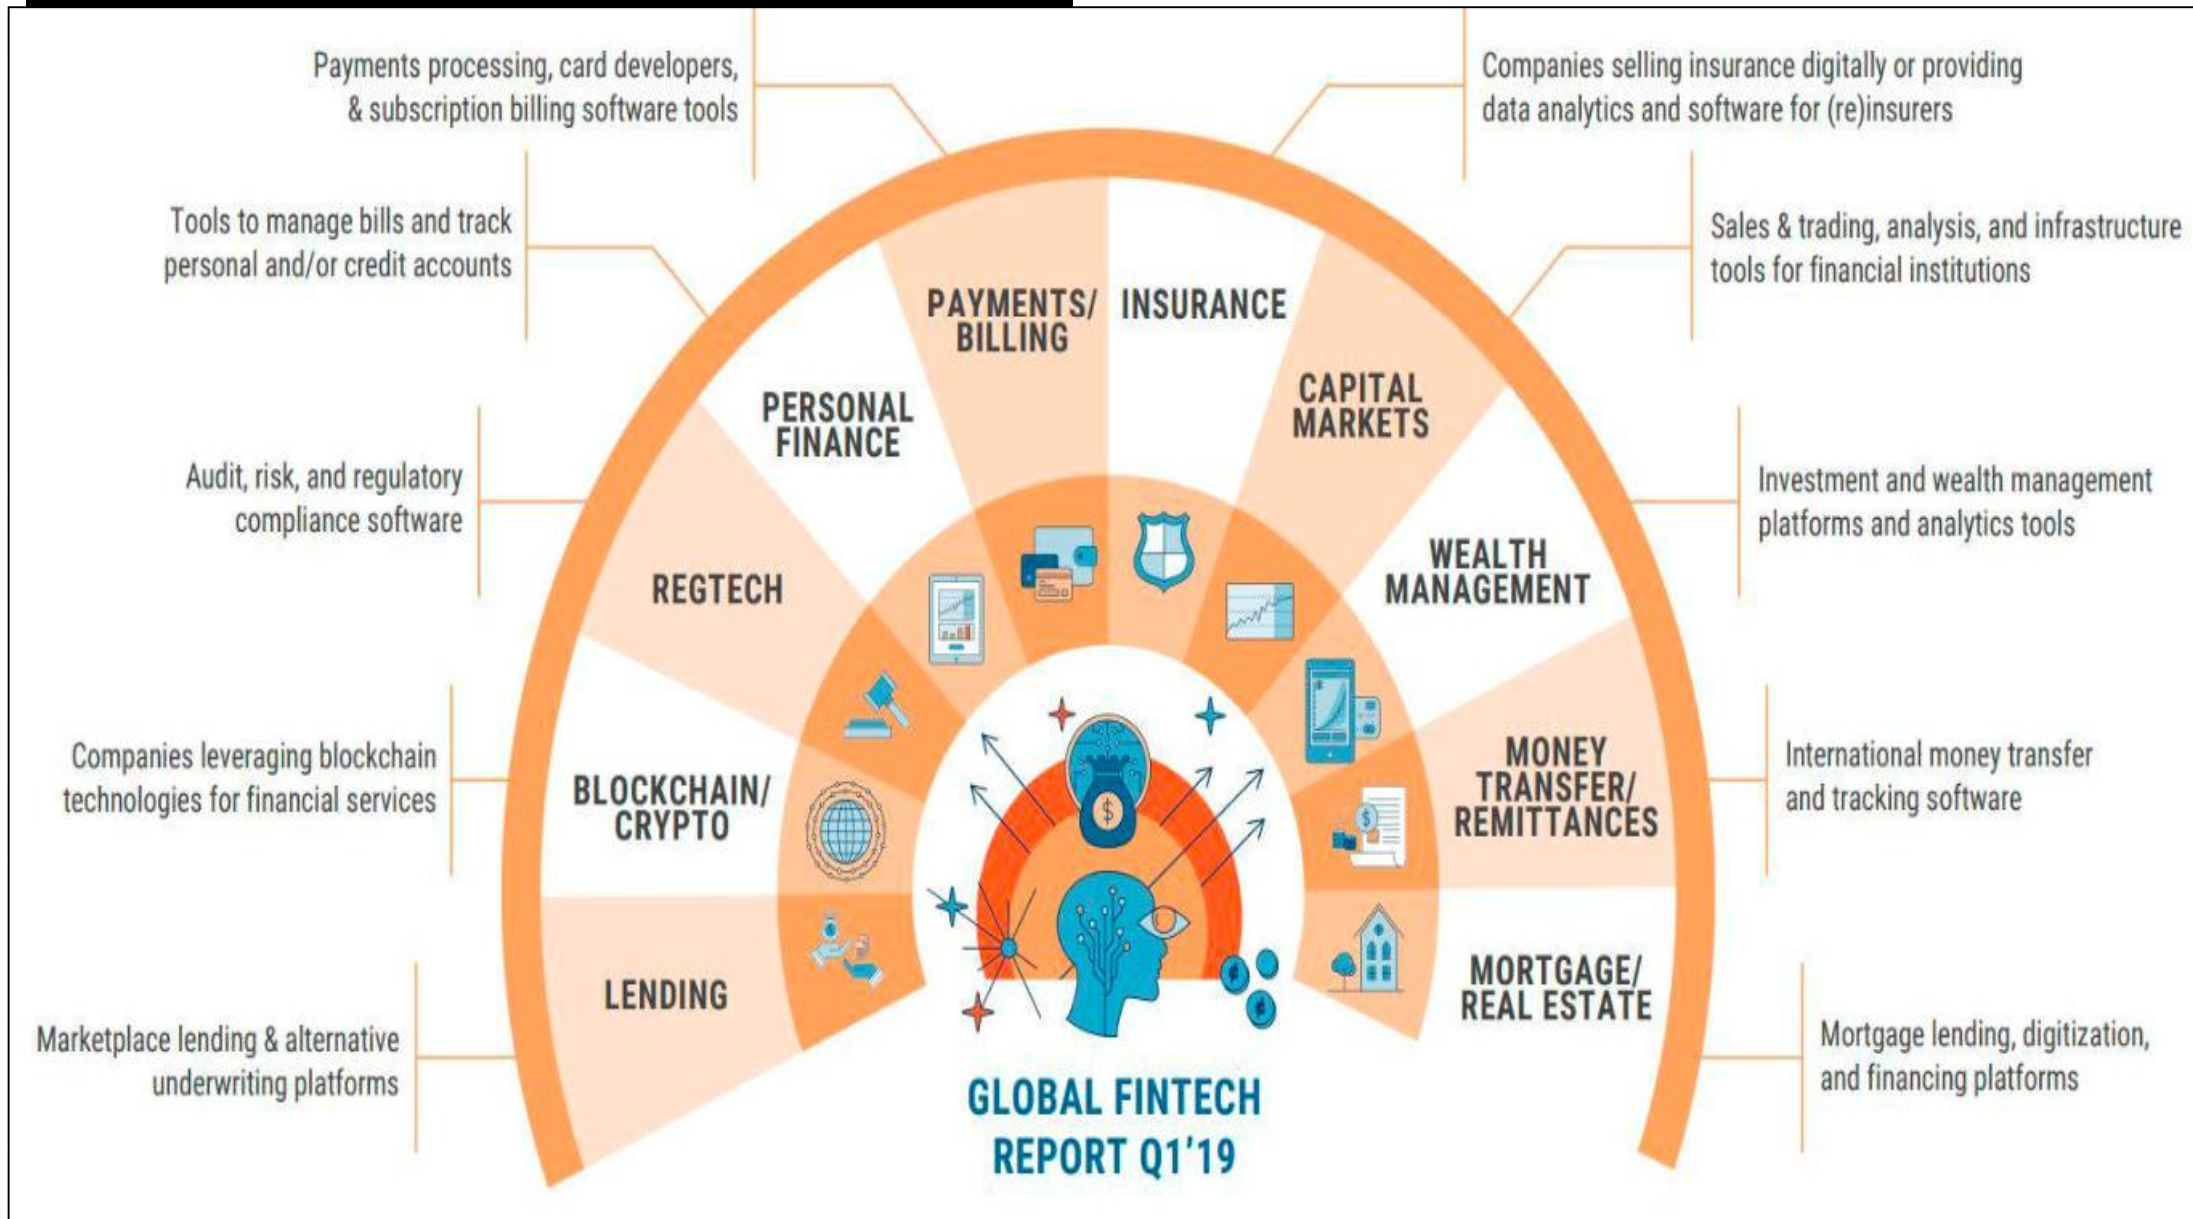 Payments processing, card developers,
& subscription billing software tools
Companies selling insurance digitally or providing
data analytics and software for (re)insurers
Tools to manage bills and track
personal and/or credit accounts
Sales & trading, analysis, and infrastructure
tools for financial institutions
PAYMENTS/
BILLING
INSURANCE
PERSONAL
FINANCE
CAPITAL
MARKETS
Audit, risk, and regulatory
compliance software
Investment and wealth management
platforms and analytics tools
REGTECH
WEALTH
MANAGEMENT
Companies leveraging blockchain
technologies for financial services
BLOCKCHAIN/
CRYPTO
MONEY
TRANSFER/
REMITTANCES
International money transfer
and tracking software
LENDING
MORTGAGE/
REAL ESTATE
Marketplace lending & alternative
underwriting platforms
Mortgage lending, digitization,
and financing platforms
GLOBAL FINTECH
REPORT Q1'19